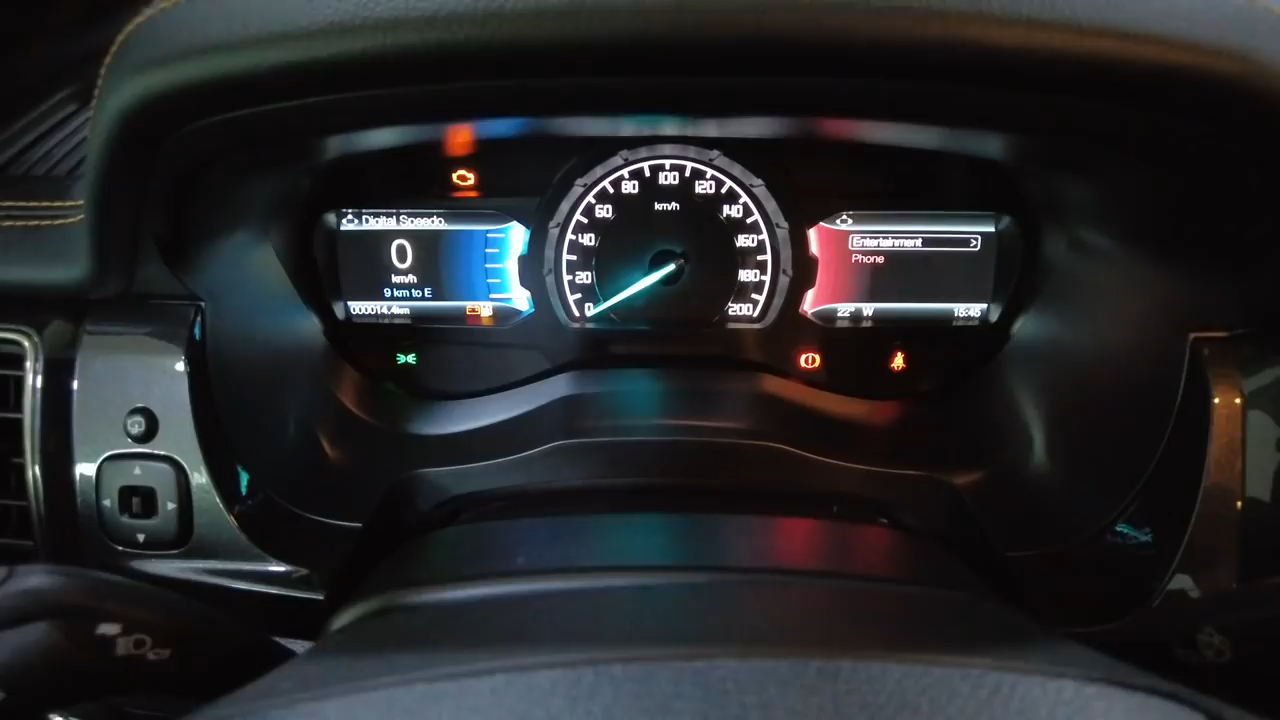 Digital Speedo.
0
km/h
9 km to E
000014.4km
0
20
40
60
80
100
120
140
160
180
200
km/h
Entertainment >
Phone
22° W
15:45